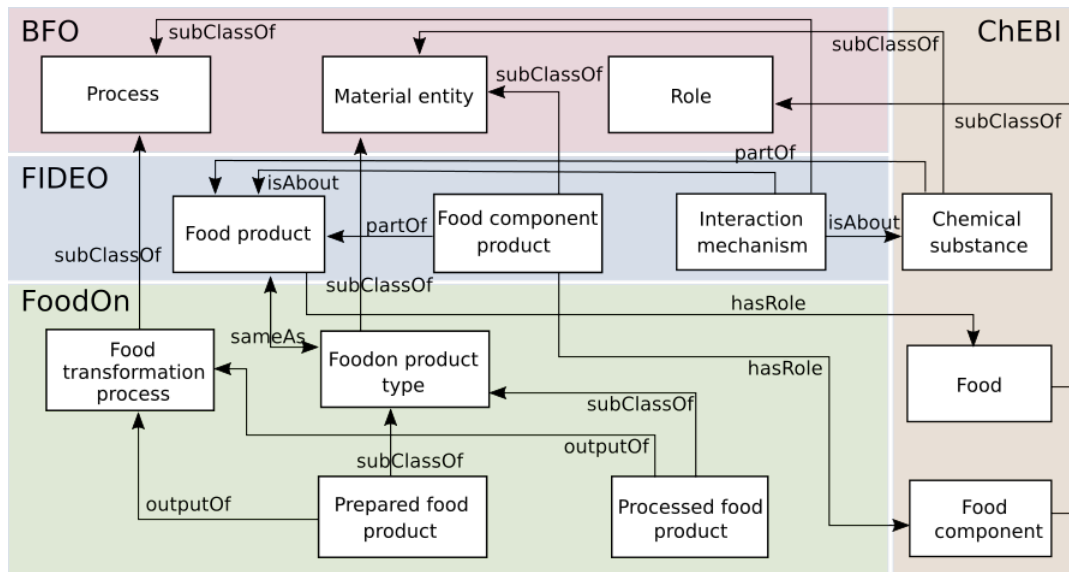 BFO
ChEBI
subClassOf
subClassOf
Process
Material entity
subClassOf
Role
subClassOf
FIDEO
partOf
isAbout
Food product
partOf
Food component
product
Interaction
mechanism
isAbout
Chemical
substance
subClassOf
subClassOf
FoodOn
hasRole
sameAs
Food
transformation
process
Foodon product
type
hasRole
Food
subClassOf
outputOf
subClassOf
outputOf
Prepared food
product
Processed food
product
Food
component